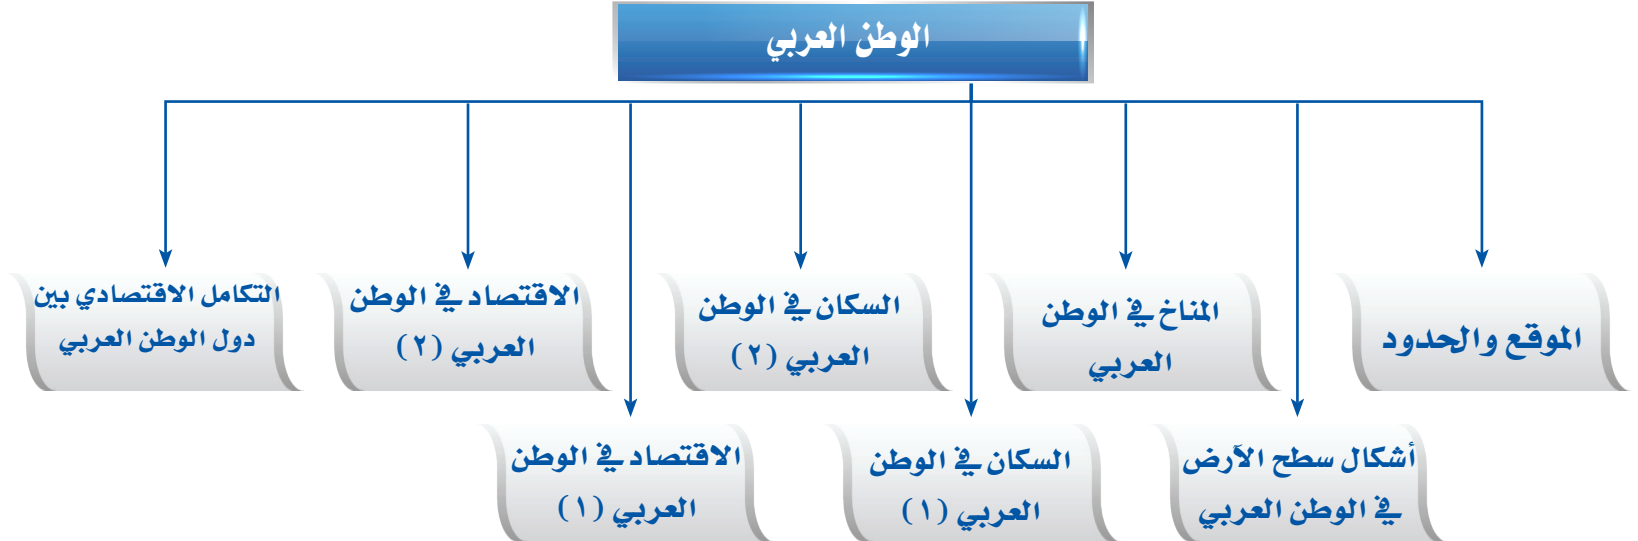 الوطن العربي
الموقع والحدود
أشكال سطح الأرض
في الوطن العربي
المناخ في الوطن
العربي
السكان في الوطن
العربي (١)
السكان في الوطن
العربي (٢)
الاقتصاد في الوطن
العربي (١)
الاقتصاد في الوطن
العربي (٢)
التكامل الاقتصادي بين
دول الوطن العربي